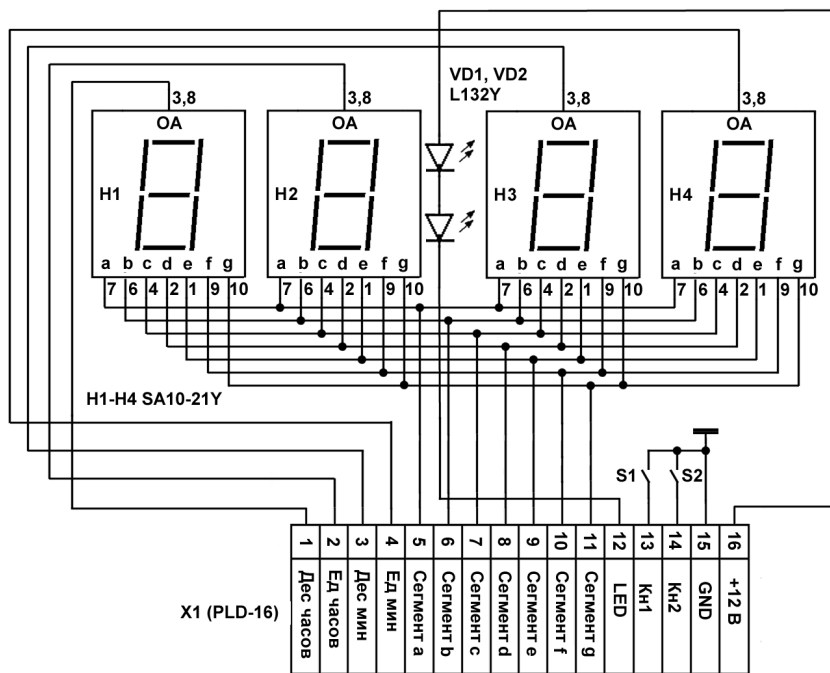 VD1, VD2
L132Y
3,8 3,8 3,8 3,8
ОА ОА ОА ОА
H1 H2 H3 H4
a b c d e f g a b c d e f g a b c d e f g a b c d e f g
7 6 4 2 1 9 10 7 6 4 2 1 9 10 7 6 4 2 1 9 10 7 6 4 2 1 9 10
H1-H4 SA10-21Y
S1 S2
1 2 3 4 5 6 7 8 9 10 11 12 13 14 15 16
X1 (PLD-16)
Дес часов
Ед часов
Дес мин
Ед мин
Сегмент a
Сегмент b
Сегмент c
Сегмент d
Сегмент e
Сегмент f
Сегмент g
LED
Кн1
Кн2
GND
+12 В